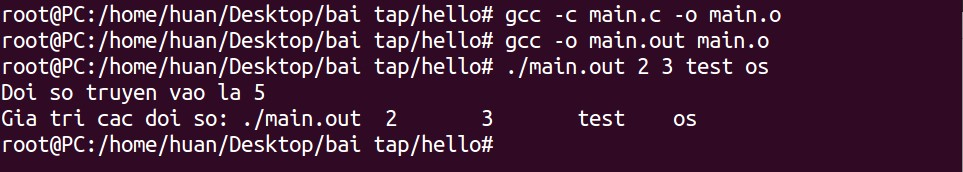 root@PC:/home/huan/Desktop/bai tap/hello# gcc -c main.c -o main.o
root@PC:/home/huan/Desktop/bai tap/hello# gcc -o main.out main.o
root@PC:/home/huan/Desktop/bai tap/hello# ./main.out 2 3 test os
Doi so truyen vao la 5
Gia tri cac doi so: ./main.out  2       3       test    os
root@PC:/home/huan/Desktop/bai tap/hello#